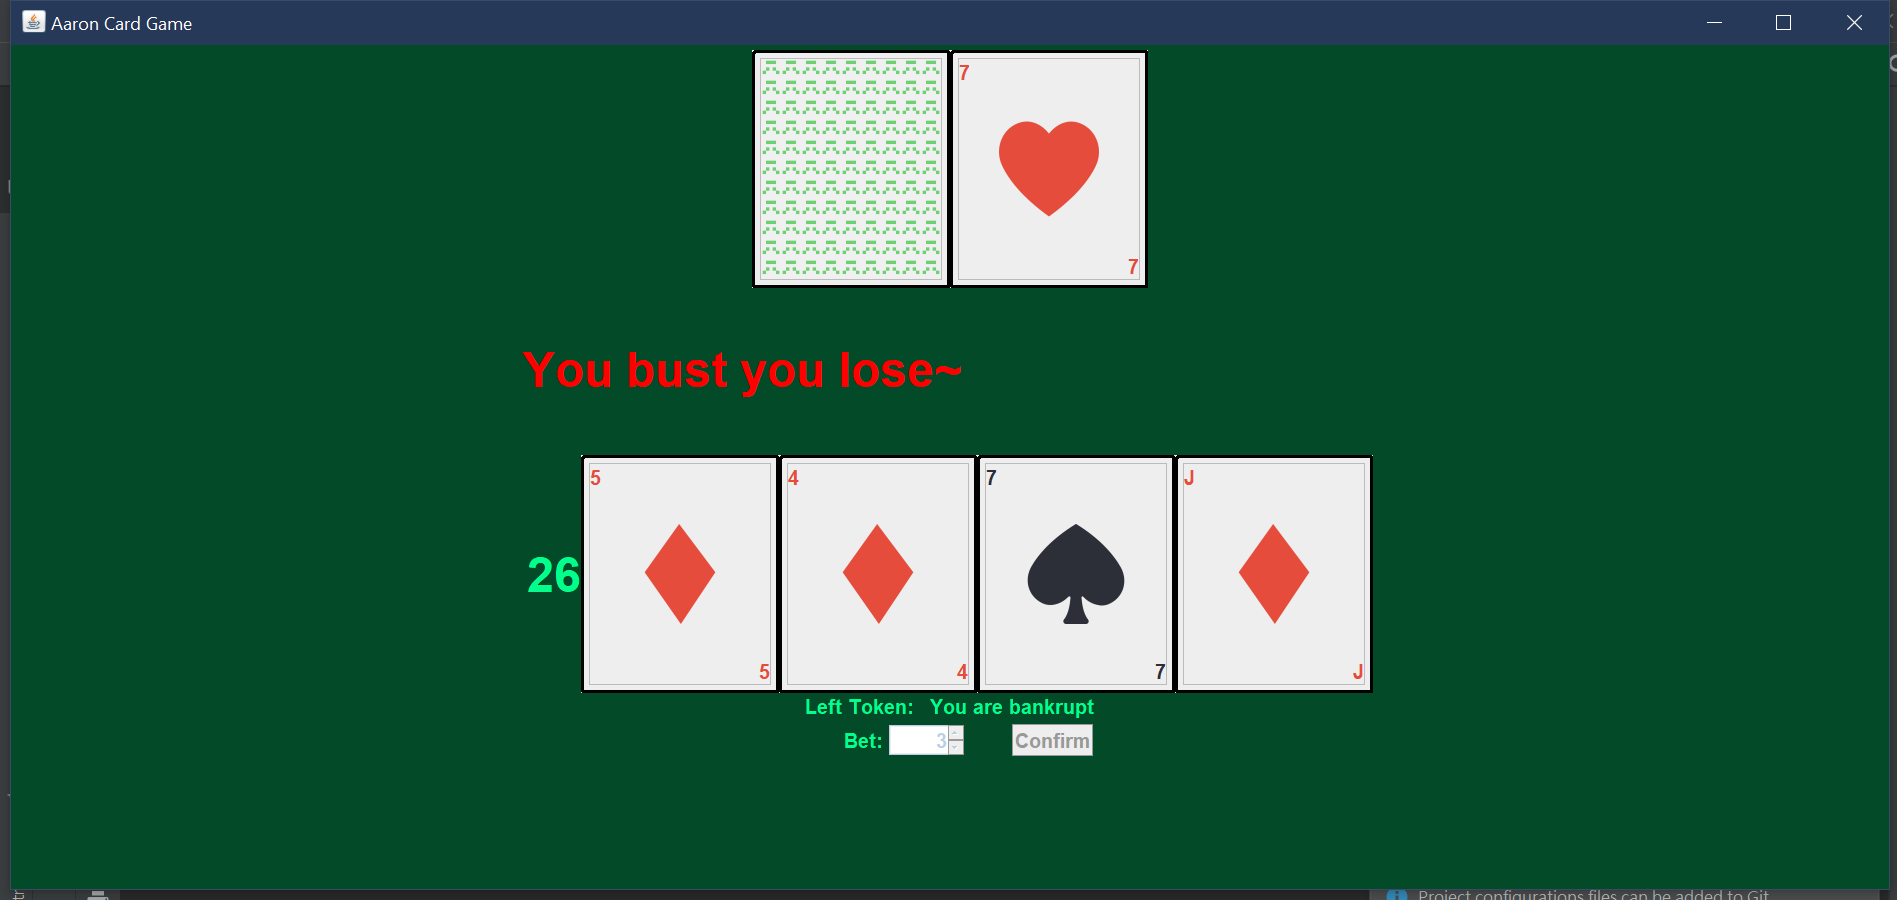 Aaron Card Game
7
7
You bust you lose~
5 4 7 J
26
5 4 7 J
Left Token: You are bankrupt
Bet: 3 Confirm
Project configurations files can be added to Git